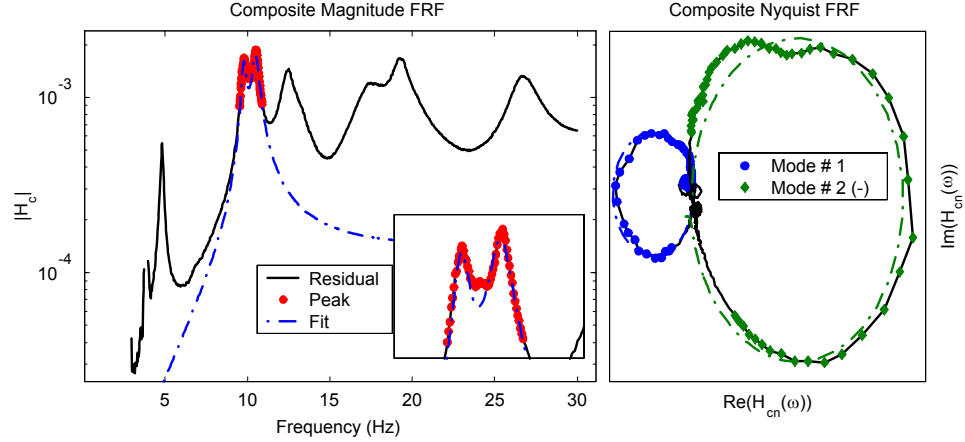 Composite Magnitude FRF
|H_c|
10^-3
10^-4
Residual
Peak
Fit
5
10
15
20
25
30
Frequency (Hz)
Composite Nyquist FRF
Mode # 1
Mode # 2 (-)
Im(H_cn(ω))
Re(H_cn(ω))